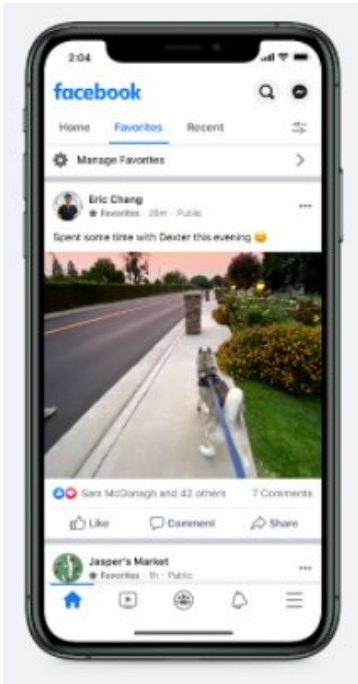 2:04
facebook
Home Favorites Recent
Manage Favorites
Eric Chang
Favorites · 20m · Public
Spent some time with Dexter this evening 😊
Sam McDonagh and 42 others 7 Comments
Like Comment Share
Jasper's Market
Favorites · 1h · Public